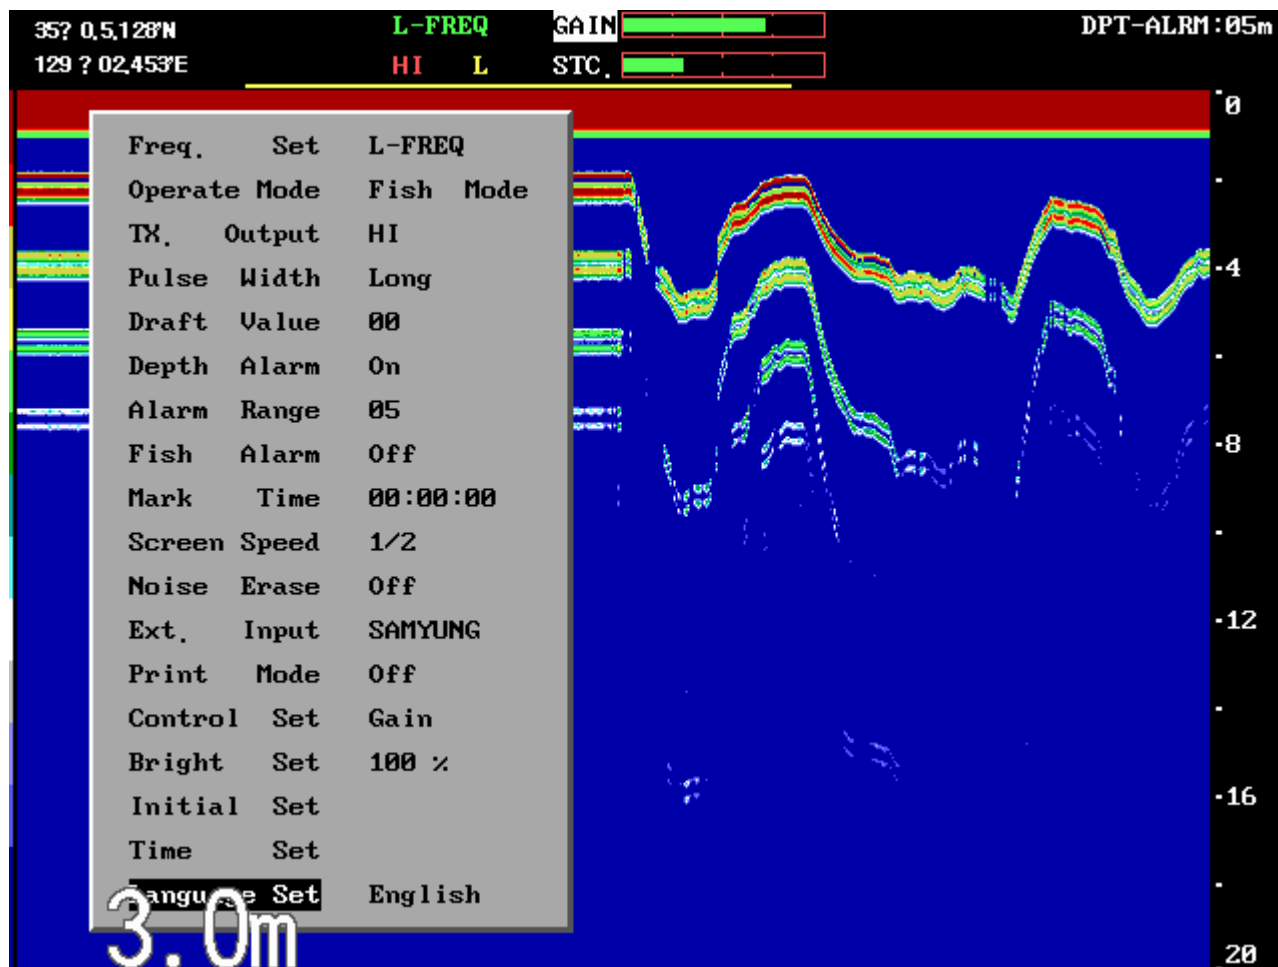 35? 0,5,128'N L-FREQ GAIN DPT-ALRM:05m
129 ? 02,453'E HI L STC.
Freq. Set L-FREQ
Operate Mode Fish Mode
TX. Output HI
Pulse Width Long
Draft Value 00
Depth Alarm On
Alarm Range 05
Fish Alarm Off
Mark Time 00:00:00
Screen Speed 1/2
Noise Erase Off
Ext. Input SAMYUNG
Print Mode Off
Control Set Gain
Bright Set 100 %
Initial Set
Time Set
Language Set English
3.0m
0
-4
-8
-12
-16
20